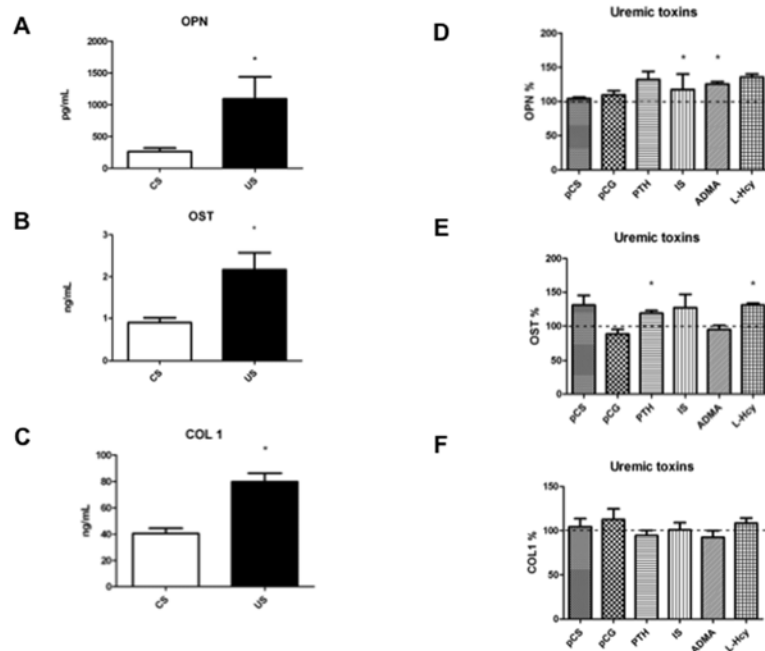 A
OPN
2000
1500
1000
500
0
pg/mL
*
CS
US
B
OST
3
2
1
0
ng/mL
*
CS
US
C
COL 1
80
60
40
20
0
ng/mL
*
CS
US
D
Uremic toxins
200
150
100
50
0
OPN %
* *
pCS
pCG
PTH
IS
ADMA
L-Hcy
E
Uremic toxins
200
150
100
50
0
OST %
* *
pCS
pCG
PTH
IS
ADMA
L-Hcy
F
Uremic toxins
150
100
50
0
COL1 %
pCS
pCG
PTH
IS
ADMA
L-Hcy